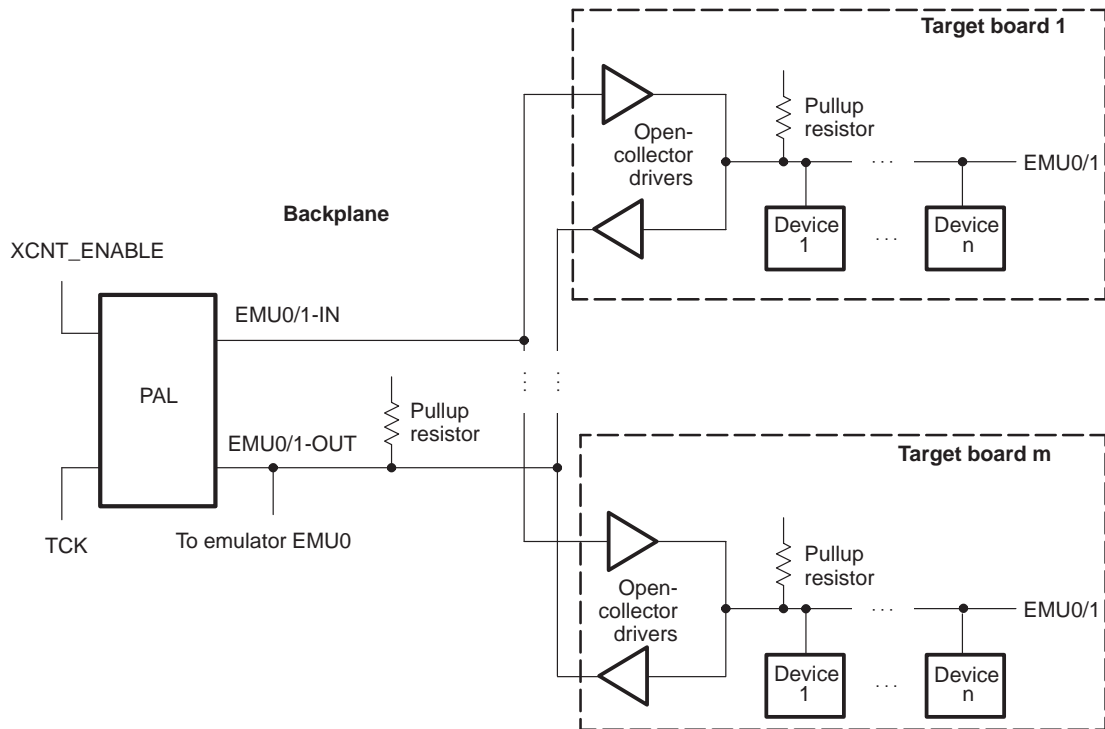 Target board 1
Pullup
resistor
Open-
collector
drivers
EMU0/1
Device
1
. . .
Device
n
. . .
Backplane
XCNT_ENABLE
EMU0/1-IN
PAL
Pullup
resistor
EMU0/1-OUT
TCK
To emulator EMU0
. . .
. . .
Target board m
Pullup
resistor
Open-
collector
drivers
EMU0/1
Device
1
. . .
Device
n
. . .